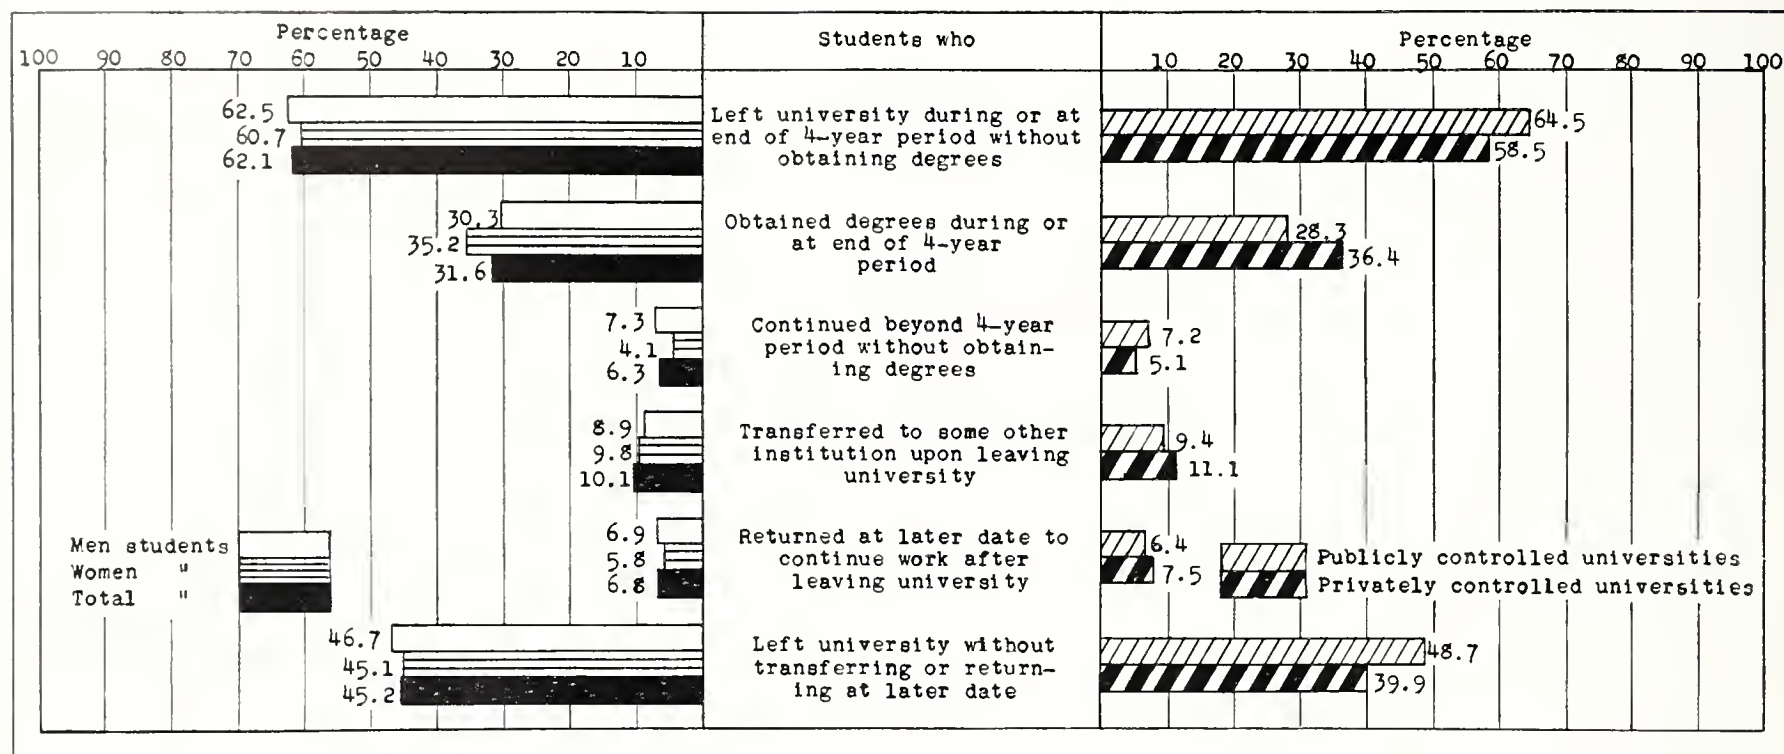 Percentage
100 90 80 70 60 50 40 30 20 10
Students who
Percentage
10 20 30 40 50 60 70 80 90 100
62.5
60.7
62.1
Left university during or at
end of 4-year period without
obtaining degrees
64.5
58.5
30.3
35.2
31.6
Obtained degrees during or
at end of 4-year
period
28.3
36.4
7.3
4.1
6.3
Continued beyond 4-year
period without obtain-
ing degrees
7.2
5.1
8.9
9.8
10.1
Transferred to some other
institution upon leaving
university
9.4
11.1
Men students
Women "
Total "
6.9
5.8
6.8
Returned at later date to
continue work after
leaving university
6.4
7.5
Publicly controlled universities
Privately controlled universities
46.7
45.1
45.2
Left university without
transferring or return-
ing at later date
48.7
39.9